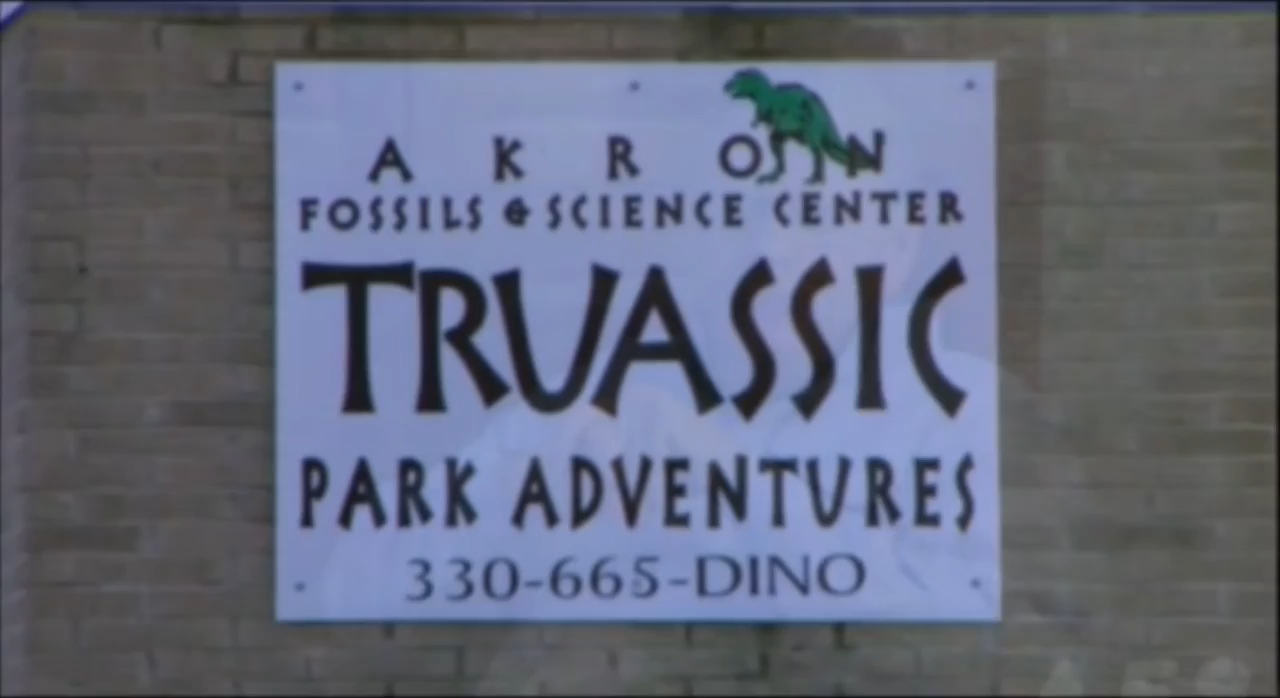 AKRON
FOSSILS & SCIENCE CENTER
TRUASSIC
PARK ADVENTURES
330-665-DINO